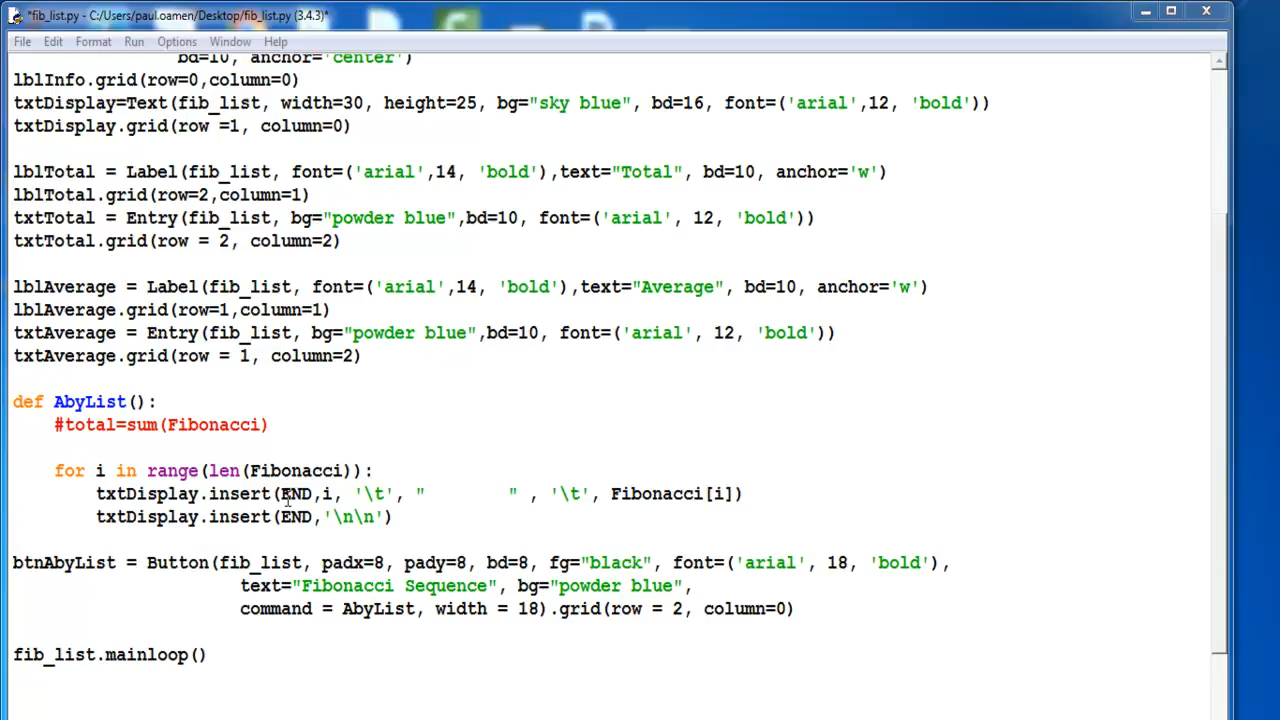 *fib_list.py - C:/Users/paul.oamen/Desktop/fib_list.py (3.4.3)*
File Edit Format Run Options Window Help
bd=10, anchor='center')
lblInfo.grid(row=0,column=0)
txtDisplay=Text(fib_list, width=30, height=25, bg="sky blue", bd=16, font=('arial',12, 'bold'))
txtDisplay.grid(row =1, column=0)
lblTotal = Label(fib_list, font=('arial',14, 'bold'),text="Total", bd=10, anchor='w')
lblTotal.grid(row=2,column=1)
txtTotal = Entry(fib_list, bg="powder blue",bd=10, font=('arial', 12, 'bold'))
txtTotal.grid(row = 2, column=2)
lblAverage = Label(fib_list, font=('arial',14, 'bold'),text="Average", bd=10, anchor='w')
lblAverage.grid(row=1,column=1)
txtAverage = Entry(fib_list, bg="powder blue",bd=10, font=('arial', 12, 'bold'))
txtAverage.grid(row = 1, column=2)
def AbyList():
#total=sum(Fibonacci)
for i in range(len(Fibonacci)):
txtDisplay.insert(END,i, '\t', "        " , '\t', Fibonacci[i])
txtDisplay.insert(END,'\n\n')
btnAbyList = Button(fib_list, padx=8, pady=8, bd=8, fg="black", font=('arial', 18, 'bold'),
text="Fibonacci Sequence", bg="powder blue",
command = AbyList, width = 18).grid(row = 2, column=0)
fib_list.mainloop()